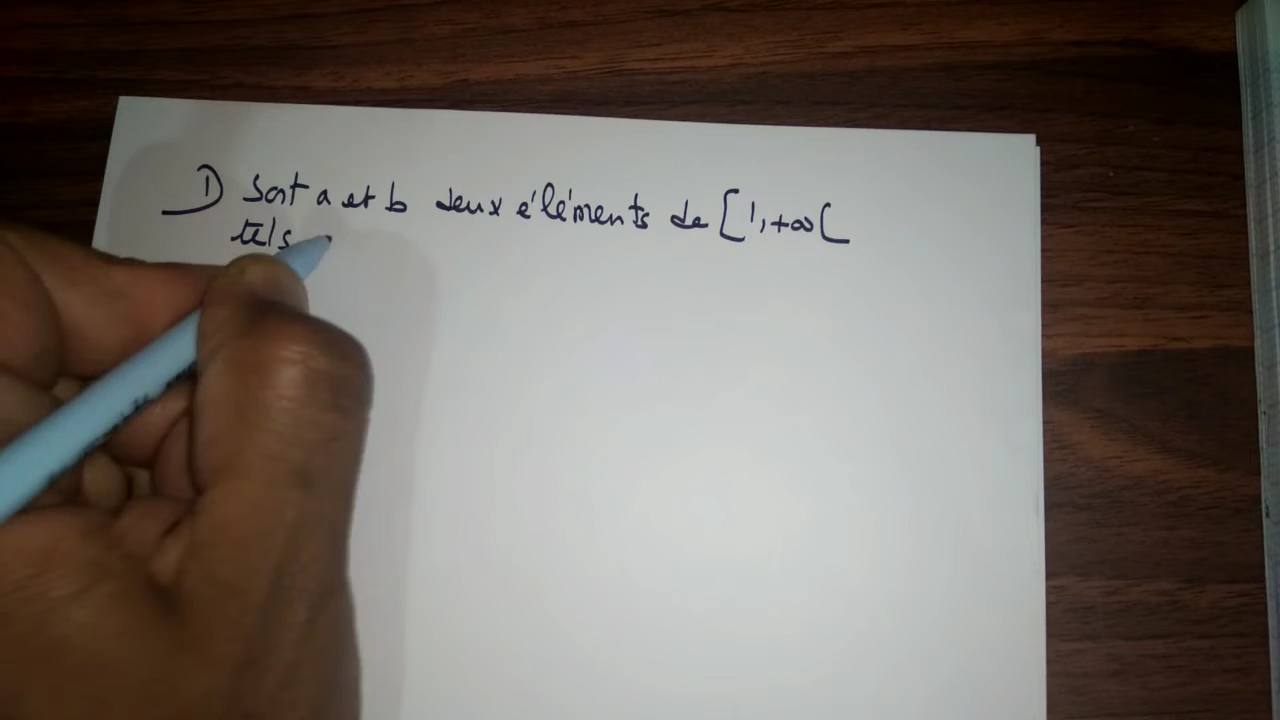 1) Soit a et b deux éléments de [1,+∞[
tels